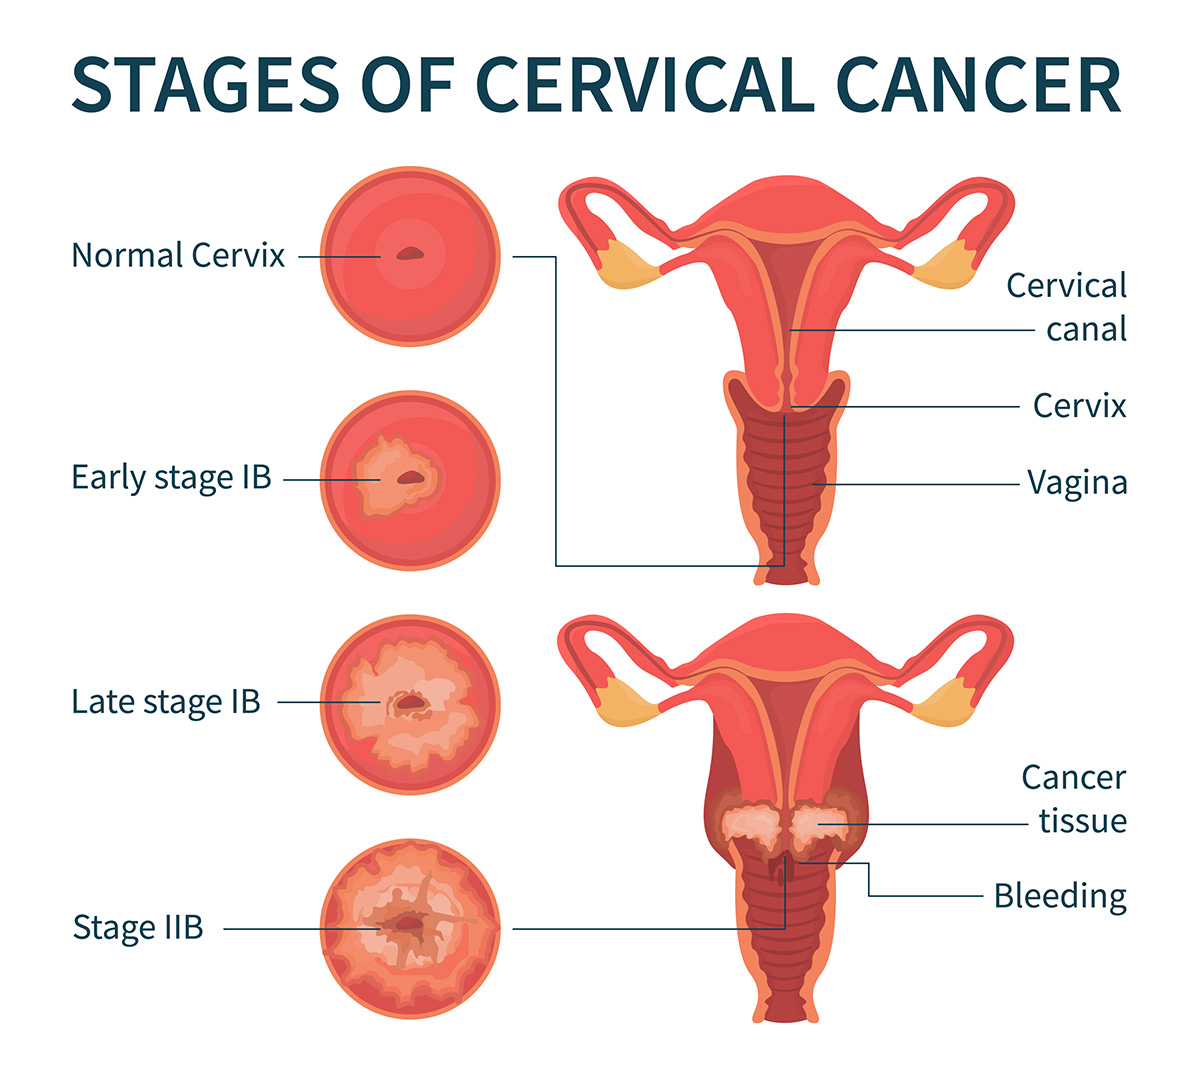 STAGES OF CERVICAL CANCER
Normal Cervix
Early stage IB
Late stage IB
Stage IIB
Cervical
canal
Cervix
Vagina
Cancer
tissue
Bleeding